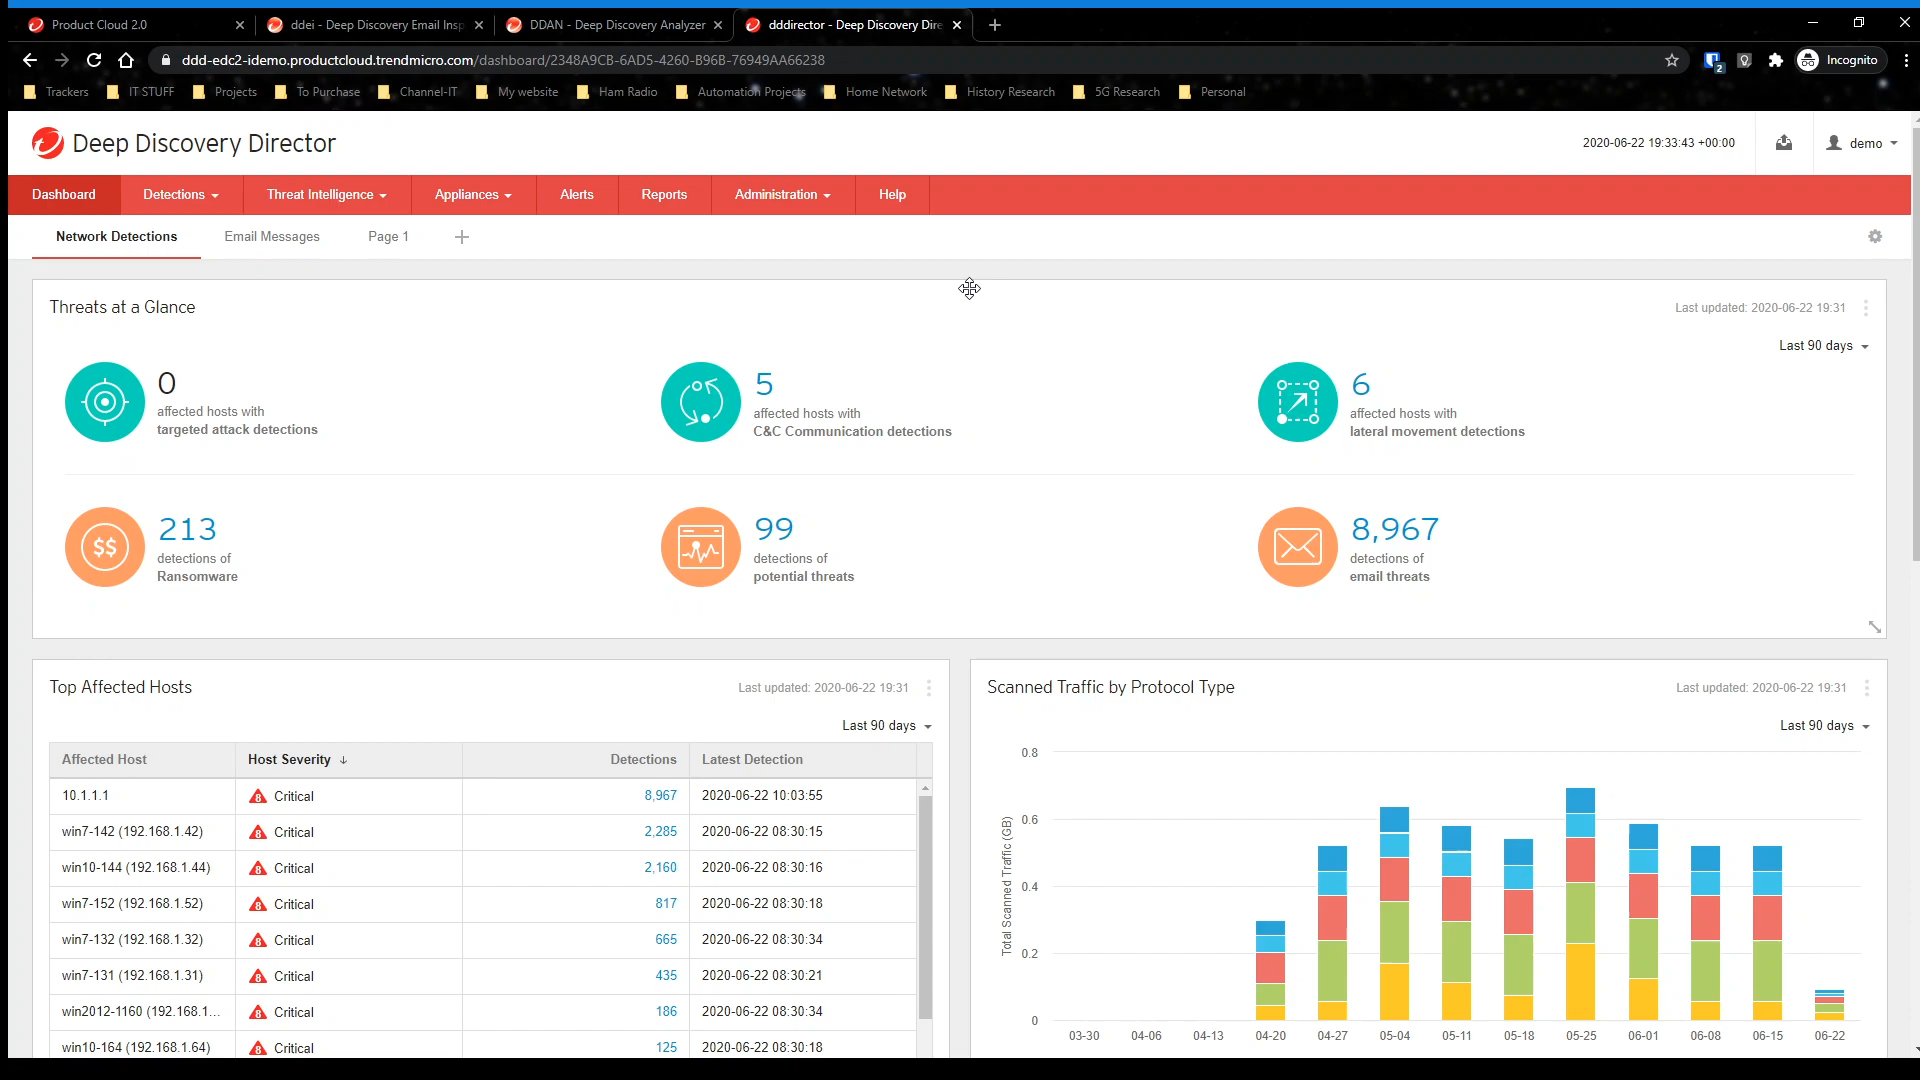 Product Cloud 2.0
ddei - Deep Discovery Email Insp
DDAN - Deep Discovery Analyzer
dddirector - Deep Discovery Dire
ddd-edc2-idemo.productcloud.trendmicro.com/dashboard/2348A9CB-6AD5-4260-B96B-76949AA66238
2
Incognito
Trackers
IT STUFF
Projects
To Purchase
Channel-IT
My website
Ham Radio
Automation Projects
Home Network
History Research
5G Research
Personal
Deep Discovery Director
2020-06-22 19:33:43 +00:00
demo
Dashboard
Detections
Threat Intelligence
Appliances
Alerts
Reports
Administration
Help
Network Detections
Email Messages
Page 1
Threats at a Glance
Last updated: 2020-06-22 19:31
Last 90 days
0
affected hosts with
targeted attack detections
5
affected hosts with
C&C Communication detections
6
affected hosts with
lateral movement detections
$$
213
detections of
Ransomware
99
detections of
potential threats
8,967
detections of
email threats
Top Affected Hosts
Last updated: 2020-06-22 19:31
Last 90 days
Affected Host Host Severity Detections Latest Detection
10.1.1.1 8 Critical 8,967 2020-06-22 10:03:55
win7-142 (192.168.1.42) 8 Critical 2,285 2020-06-22 08:30:15
win10-144 (192.168.1.44) 8 Critical 2,160 2020-06-22 08:30:16
win7-152 (192.168.1.52) 8 Critical 817 2020-06-22 08:30:18
win7-132 (192.168.1.32) 8 Critical 665 2020-06-22 08:30:34
win7-131 (192.168.1.31) 8 Critical 435 2020-06-22 08:30:21
win2012-1160 (192.168.1... 8 Critical 186 2020-06-22 08:30:34
win10-164 (192.168.1.64) 8 Critical 125 2020-06-22 08:30:18
Scanned Traffic by Protocol Type
Last updated: 2020-06-22 19:31
Last 90 days
Total Scanned Traffic (GB)
0.8
0.6
0.4
0.2
0
03-30 04-06 04-13 04-20 04-27 05-04 05-11 05-18 05-25 06-01 06-08 06-15 06-22